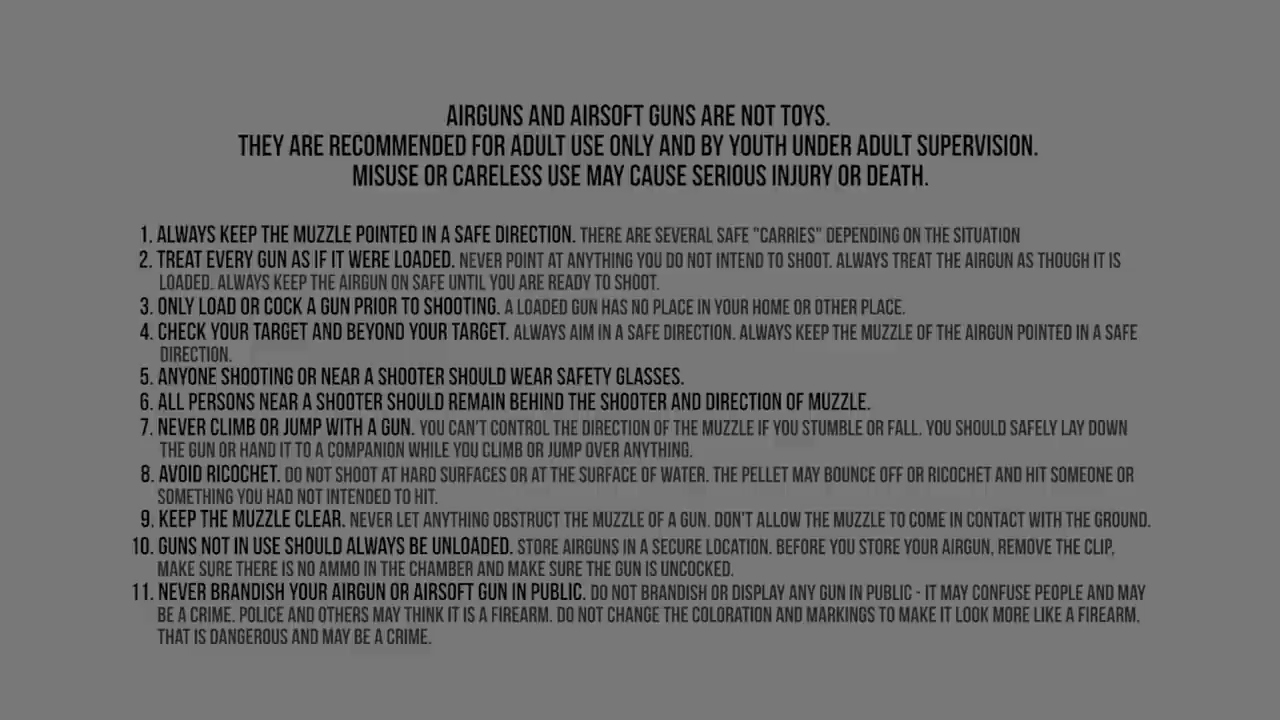 AIRGUNS AND AIRSOFT GUNS ARE NOT TOYS.
THEY ARE RECOMMENDED FOR ADULT USE ONLY AND BY YOUTH UNDER ADULT SUPERVISION.
MISUSE OR CARELESS USE MAY CAUSE SERIOUS INJURY OR DEATH.
1. ALWAYS KEEP THE MUZZLE POINTED IN A SAFE DIRECTION. THERE ARE SEVERAL SAFE "CARRIES" DEPENDING ON THE SITUATION
2. TREAT EVERY GUN AS IF IT WERE LOADED. NEVER POINT AT ANYTHING YOU DO NOT INTEND TO SHOOT. ALWAYS TREAT THE AIRGUN AS THOUGH IT IS
LOADED. ALWAYS KEEP THE AIRGUN ON SAFE UNTIL YOU ARE READY TO SHOOT.
3. ONLY LOAD OR COCK A GUN PRIOR TO SHOOTING. A LOADED GUN HAS NO PLACE IN YOUR HOME OR OTHER PLACE.
4. CHECK YOUR TARGET AND BEYOND YOUR TARGET. ALWAYS AIM IN A SAFE DIRECTION. ALWAYS KEEP THE MUZZLE OF THE AIRGUN POINTED IN A SAFE
DIRECTION.
5. ANYONE SHOOTING OR NEAR A SHOOTER SHOULD WEAR SAFETY GLASSES.
6. ALL PERSONS NEAR A SHOOTER SHOULD REMAIN BEHIND THE SHOOTER AND DIRECTION OF MUZZLE.
7. NEVER CLIMB OR JUMP WITH A GUN. YOU CAN'T CONTROL THE DIRECTION OF THE MUZZLE IF YOU STUMBLE OR FALL. YOU SHOULD SAFELY LAY DOWN
THE GUN OR HAND IT TO A COMPANION WHILE YOU CLIMB OR JUMP OVER ANYTHING.
8. AVOID RICOCHET. DO NOT SHOOT AT HARD SURFACES OR AT THE SURFACE OF WATER. THE PELLET MAY BOUNCE OFF OR RICOCHET AND HIT SOMEONE OR
SOMETHING YOU HAD NOT INTENDED TO HIT.
9. KEEP THE MUZZLE CLEAR. NEVER LET ANYTHING OBSTRUCT THE MUZZLE OF A GUN. DON'T ALLOW THE MUZZLE TO COME IN CONTACT WITH THE GROUND.
10. GUNS NOT IN USE SHOULD ALWAYS BE UNLOADED. STORE AIRGUNS IN A SECURE LOCATION. BEFORE YOU STORE YOUR AIRGUN, REMOVE THE CLIP,
MAKE SURE THERE IS NO AMMO IN THE CHAMBER AND MAKE SURE THE GUN IS UNCOCKED.
11. NEVER BRANDISH YOUR AIRGUN OR AIRSOFT GUN IN PUBLIC. DO NOT BRANDISH OR DISPLAY ANY GUN IN PUBLIC - IT MAY CONFUSE PEOPLE AND MAY
BE A CRIME. POLICE AND OTHERS MAY THINK IT IS A FIREARM. DO NOT CHANGE THE COLORATION AND MARKINGS TO MAKE IT LOOK MORE LIKE A FIREARM,
THAT IS DANGEROUS AND MAY BE A CRIME.